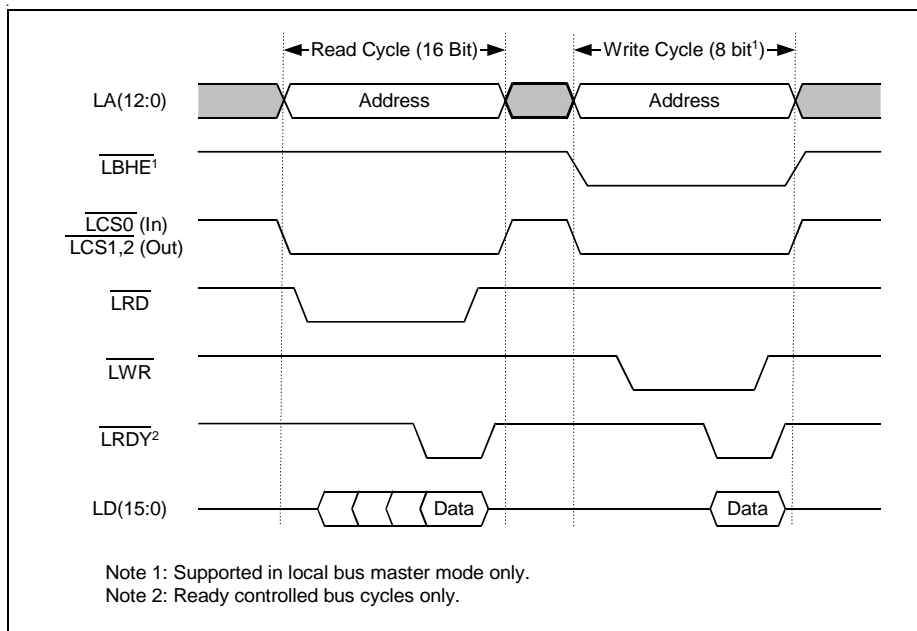 Read Cycle (16 Bit) Write Cycle (8 bit¹)
LA(12:0) Address Address
LBHE¹
LCS0 (In)
LCS1,2 (Out)
LRD
LWR
LRDY²
LD(15:0) Data Data
Note 1: Supported in local bus master mode only.
Note 2: Ready controlled bus cycles only.